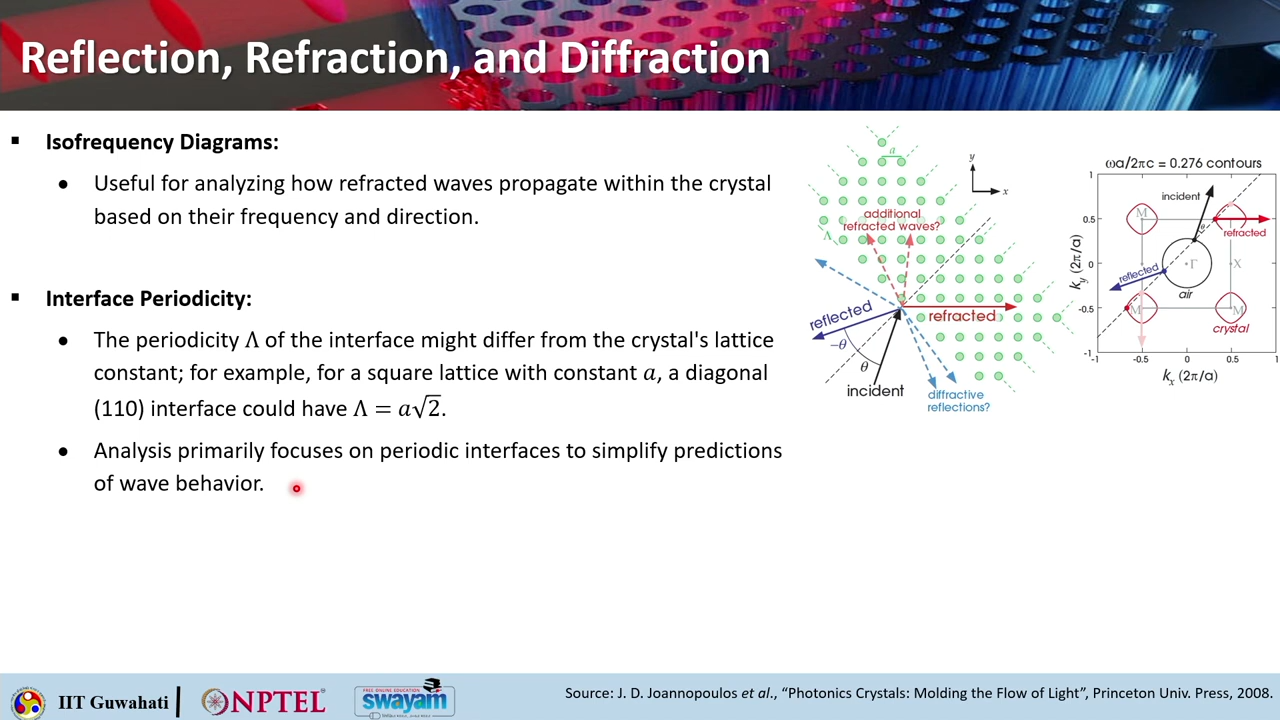 Reflection, Refraction, and Diffraction
▪ Isofrequency Diagrams:
• Useful for analyzing how refracted waves propagate within the crystal
based on their frequency and direction.
▪ Interface Periodicity:
• The periodicity Λ of the interface might differ from the crystal's lattice
constant; for example, for a square lattice with constant a, a diagonal
(110) interface could have Λ = a√2.
• Analysis primarily focuses on periodic interfaces to simplify predictions
of wave behavior.
a
y
x
additional
refracted waves?
Λ
reflected
refracted
−θ
θ
incident
diffractive
reflections?
ωa/2πc = 0.276 contours
1
incident
0.5
M
refracted
ky (2π/a)
0
Γ
X
reflected
air
-0.5
M
M
crystal
-1
-1
-0.5
0
0.5
1
kx (2π/a)
IIT Guwahati
NPTEL
FREE ONLINE EDUCATION
swayam
Source: J. D. Joannopoulos et al., “Photonics Crystals: Molding the Flow of Light”, Princeton Univ. Press, 2008.